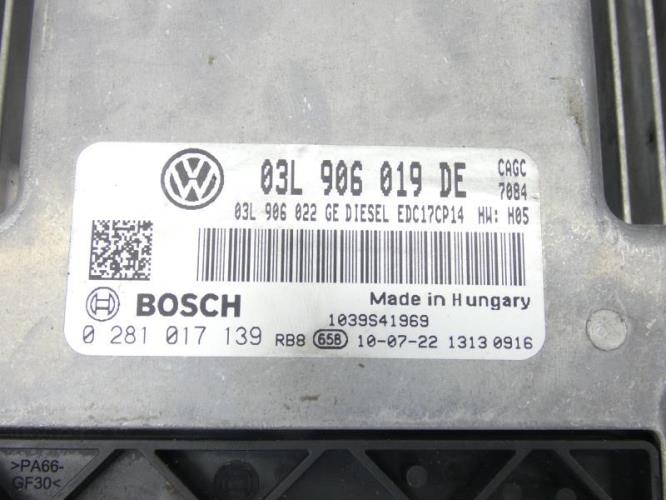 03L 906 019 DE CAGC
7084
03L 906 022 GE DIESEL EDC17CP14 HW: H05
BOSCH Made in Hungary
1039S41969
0 281 017 139 RB8 658 10-07-22 1313 0916
>PA66-
GF30<